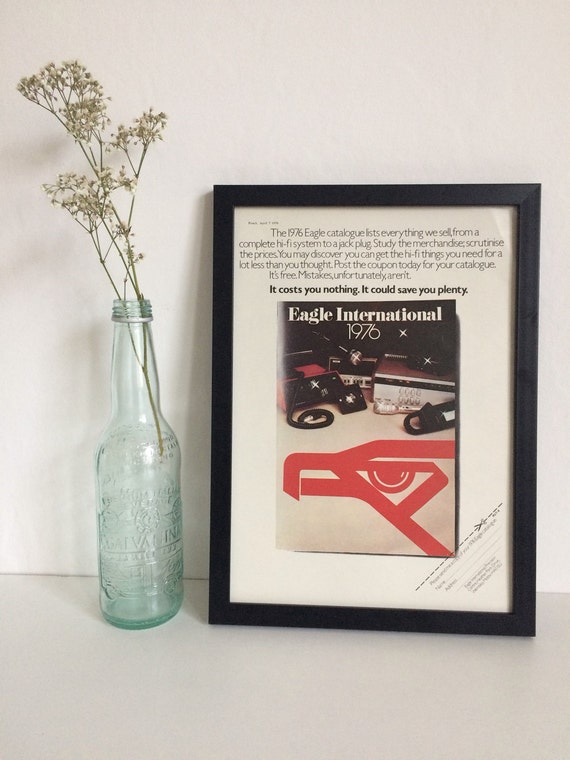 The 1976 Eagle catalogue lists everything we sell, from a
complete hi-fi system to a jack plug. Study the merchandise; scrutinise
the prices. You may discover you can get the hi-fi things you need for a
lot less than you thought. Post the coupon today for your catalogue.
It's free. Mistakes, unfortunately, aren't.
It costs you nothing. It could save you plenty.
Eagle International
1976
Name
Address